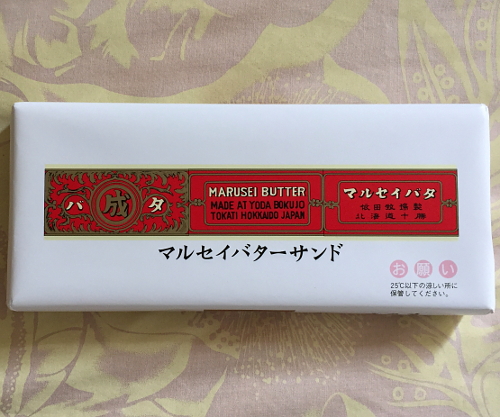 バ 成 タ
MARUSEI BUTTER
MADE AT YODA BOKUJO
TOKATI HOKKAIDO JAPAN
マルセイバタ
依田牧場製
北海道十勝
マルセイバターサンド
お願い
25℃以下の涼しい所に
保管してください。